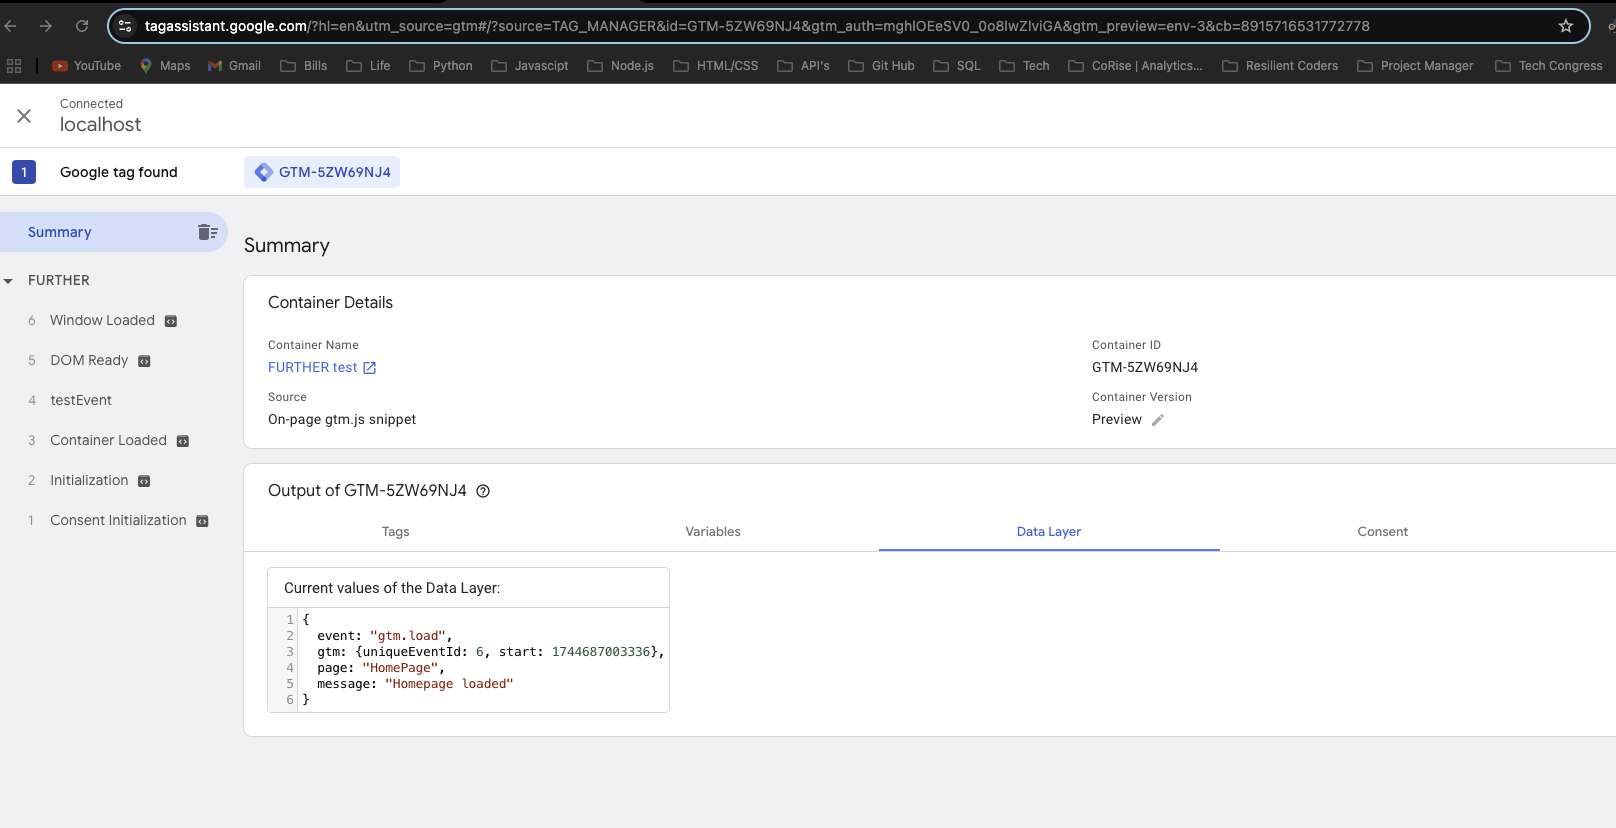 tagassistant.google.com/?hl=en&utm_source=gtm#/?source=TAG_MANAGER&id=GTM-5ZW69NJ4&gtm_auth=mghlOEeSV0_0o8lwZlviGA&gtm_preview=env-3&cb=8915716531772778
YouTube Maps Gmail Bills Life Python Javascipt Node.js HTML/CSS API's Git Hub SQL Tech CoRise | Analytics... Resilient Coders Project Manager Tech Congress
Connected
localhost
1 Google tag found GTM-5ZW69NJ4
Summary
FURTHER
6 Window Loaded
5 DOM Ready
4 testEvent
3 Container Loaded
2 Initialization
1 Consent Initialization
Summary
Container Details
Container Name
FURTHER test
Source
On-page gtm.js snippet
Container ID
GTM-5ZW69NJ4
Container Version
Preview
Output of GTM-5ZW69NJ4
Tags Variables Data Layer Consent
Current values of the Data Layer:
1 {
2 event: "gtm.load",
3 gtm: {uniqueEventId: 6, start: 1744687003336},
4 page: "HomePage",
5 message: "Homepage loaded"
6 }